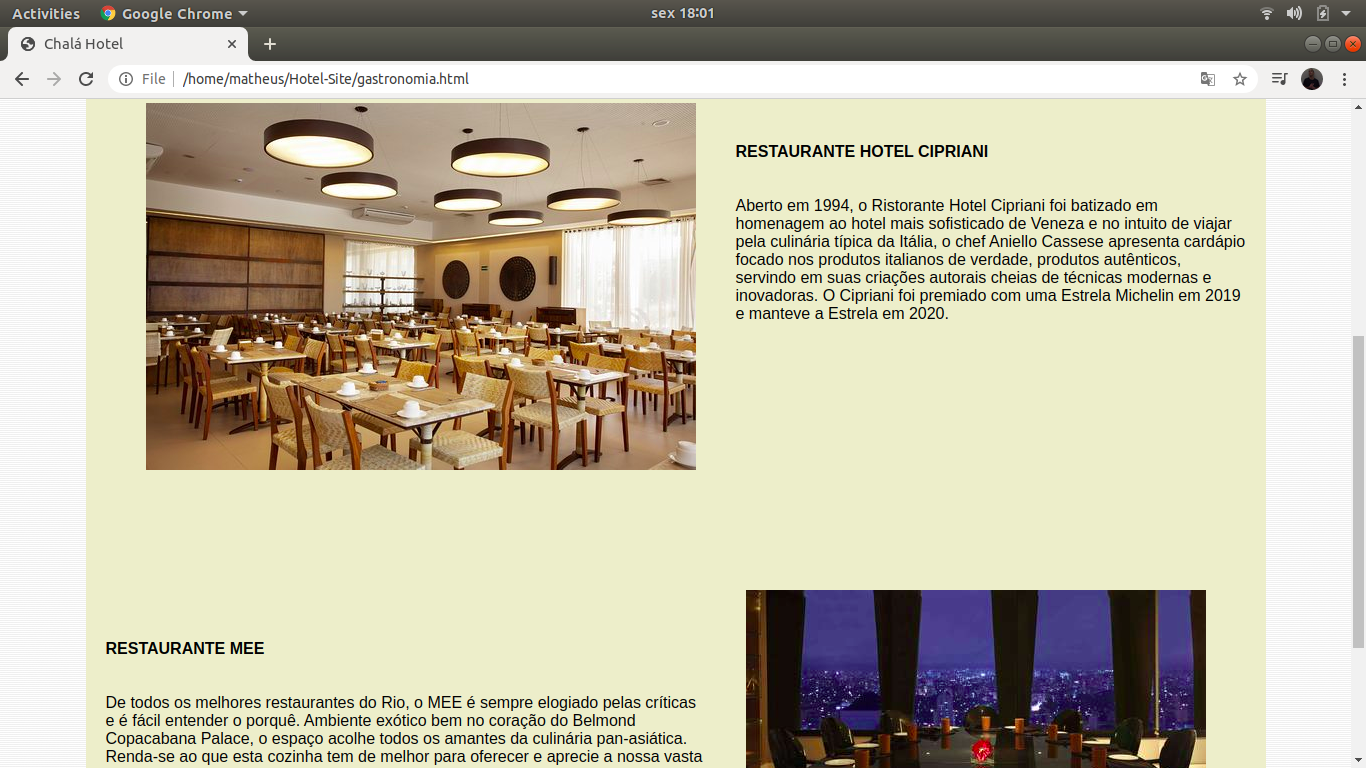 Activities
Google Chrome
sex 18:01
Chalá Hotel
File
/home/matheus/Hotel-Site/gastronomia.html
RESTAURANTE HOTEL CIPRIANI
Aberto em 1994, o Ristorante Hotel Cipriani foi batizado em
homenagem ao hotel mais sofisticado de Veneza e no intuito de viajar
pela culinária típica da Itália, o chef Aniello Cassese apresenta cardápio
focado nos produtos italianos de verdade, produtos autênticos,
servindo em suas criações autorais cheias de técnicas modernas e
inovadoras. O Cipriani foi premiado com uma Estrela Michelin em 2019
e manteve a Estrela em 2020.
RESTAURANTE MEE
De todos os melhores restaurantes do Rio, o MEE é sempre elogiado pelas críticas
e é fácil entender o porquê. Ambiente exótico bem no coração do Belmond
Copacabana Palace, o espaço acolhe todos os amantes da culinária pan-asiática.
Renda-se ao que esta cozinha tem de melhor para oferecer e aprecie a nossa vasta